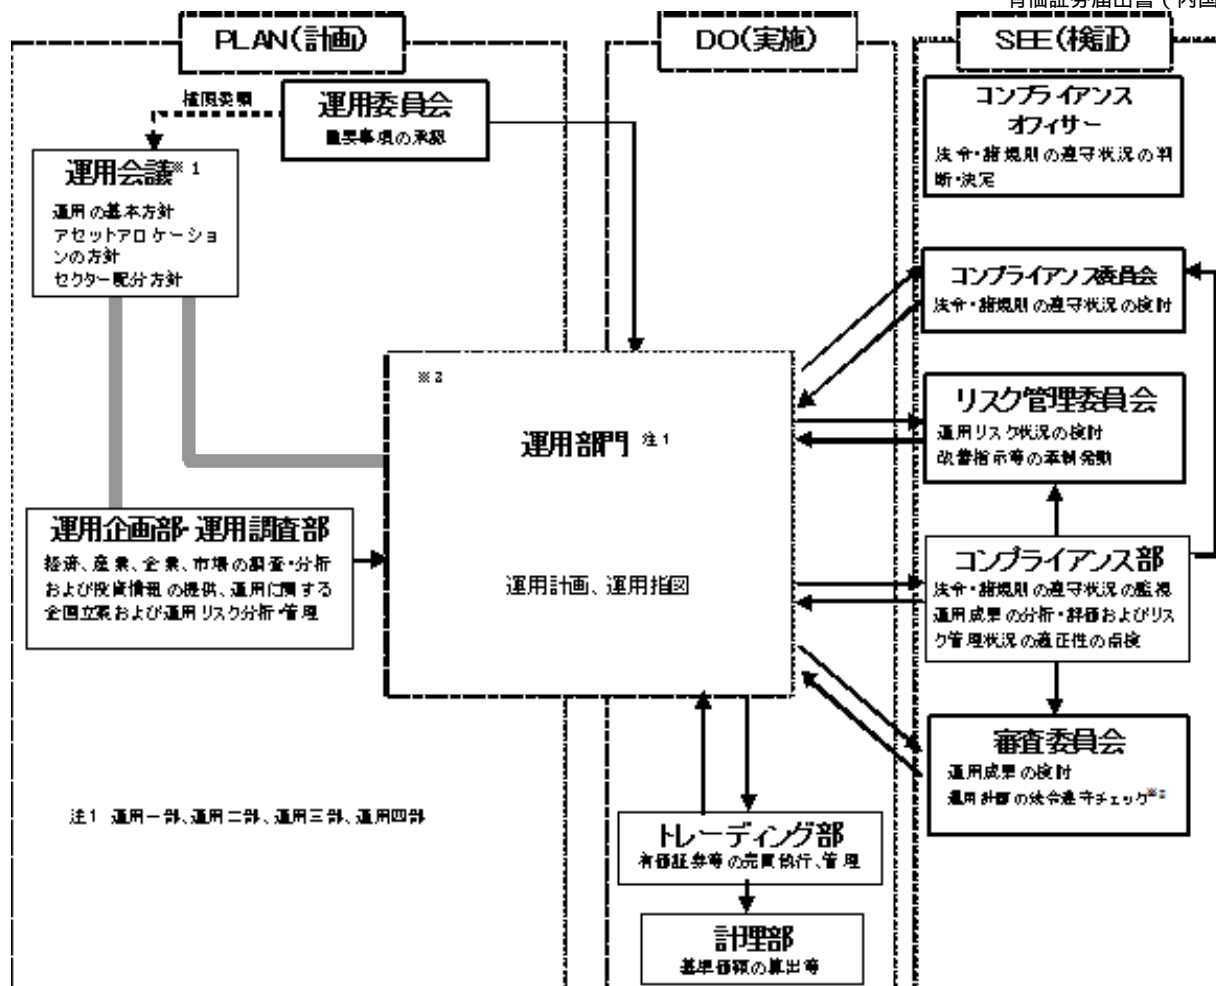 有価証券届出書(内国
PLAN(計画)
DO(実施)
SEE(検証)
運用委員会
重要事項の承認
権限委譲
運用会議※1
運用の基本方針
アセットアロケーショ
ンの方針
セクター配分方針
コンプライアンス
オフィサー
法令・諸規則の遵守状況の判
断・決定
コンプライアンス委員会
法令・諸規則の遵守状況の検討
※2
運用部門 注1
運用計画、運用指図
リスク管理委員会
運用リスク状況の検討
改善指示等の牽制発動
運用企画部・運用調査部
経済、産業、企業、市場の調査・分析
および投資情報の提供、運用に関する
企画立案および運用リスク分析・管理
コンプライアンス部
法令・諸規則の遵守状況の監視
運用成果の分析・評価およびリス
ク管理状況の適正性の点検
審査委員会
運用成果の検討
運用計画の法令遵守チェック
注1 運用一部、運用二部、運用三部、運用四部
トレーディング部
有価証券等の売買執行、管理
計理部
基準価額の算出等